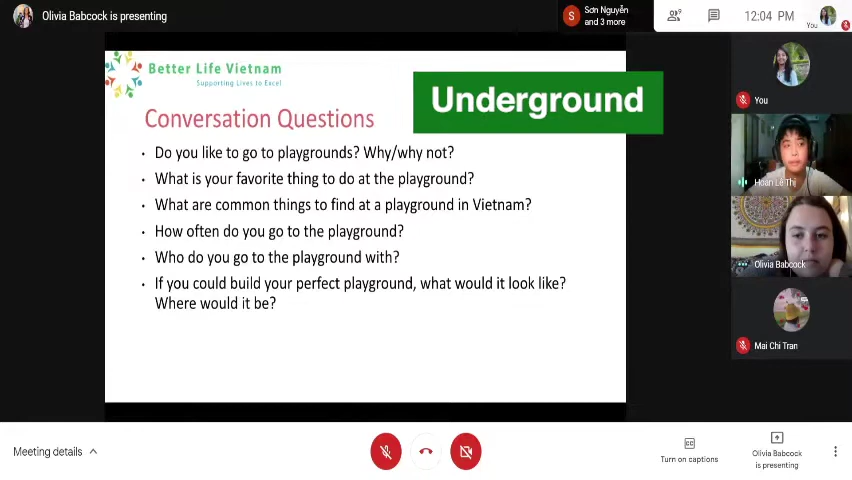 Olivia Babcock is presenting
S
Sơn Nguyễn
and 3 more
9
12:04 PM
You
Better Life Vietnam
Supporting Lives to Excel
Underground
Conversation Questions
• Do you like to go to playgrounds? Why/why not?
• What is your favorite thing to do at the playground?
• What are common things to find at a playground in Vietnam?
• How often do you go to the playground?
• Who do you go to the playground with?
• If you could build your perfect playground, what would it look like?
Where would it be?
You
Hoan Lê Thị
Olivia Babcock
Mai Chi Tran
Meeting details
CC
Turn on captions
Olivia Babcock
is presenting